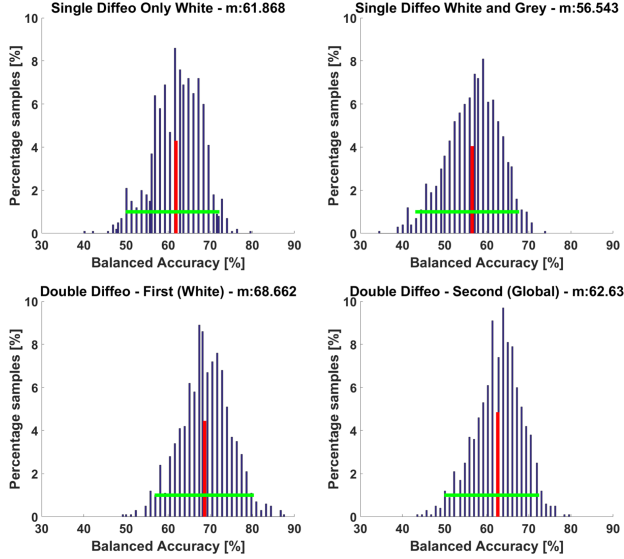 Single Diffeo Only White - m:61.868
Percentage samples [%]
10
8
6
4
2
0
30 40 50 60 70 80 90
Balanced Accuracy [%]
Single Diffeo White and Grey - m:56.543
Percentage samples [%]
10
8
6
4
2
0
30 40 50 60 70 80 90
Balanced Accuracy [%]
Double Diffeo - First (White) - m:68.662
Percentage samples [%]
10
8
6
4
2
0
30 40 50 60 70 80 90
Balanced Accuracy [%]
Double Diffeo - Second (Global) - m:62.63
Percentage samples [%]
10
8
6
4
2
0
30 40 50 60 70 80 90
Balanced Accuracy [%]